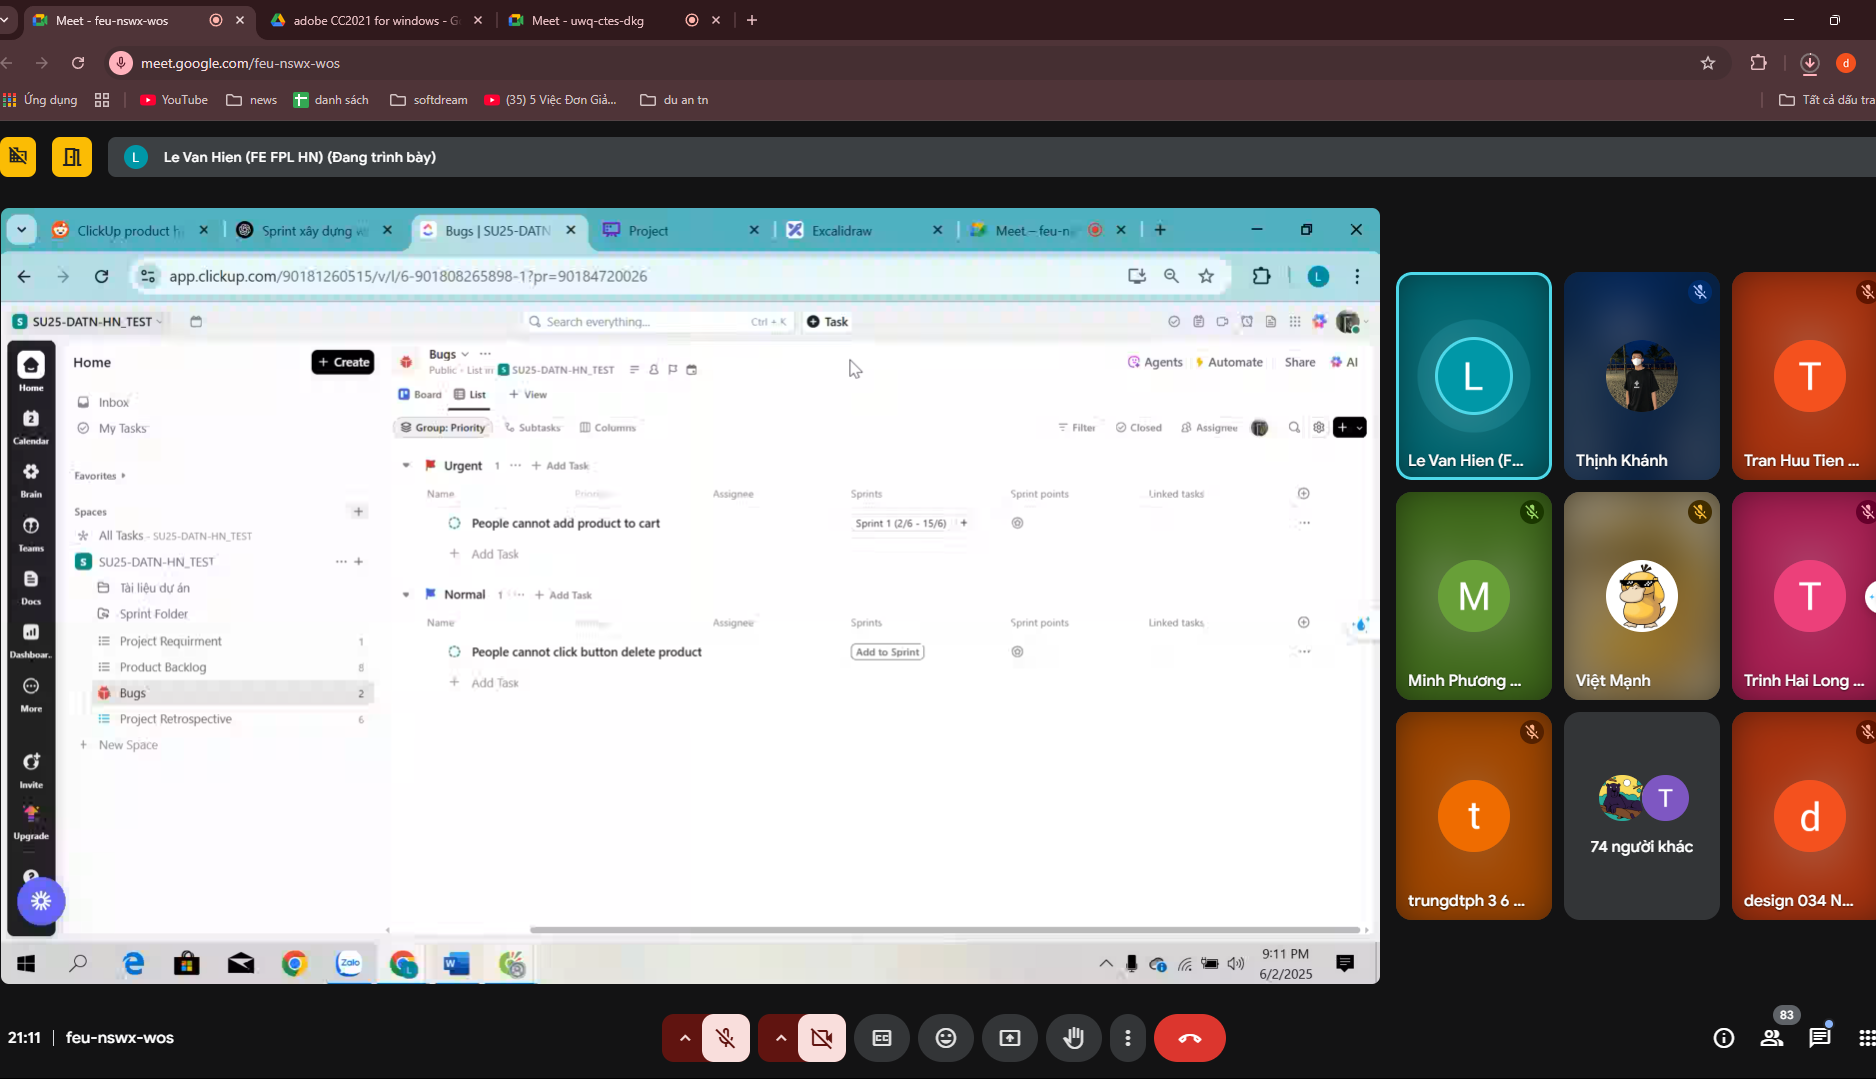 Meet - feu-nswx-wos
adobe CC2021 for windows - G
Meet - uwq-ctes-dkg
meet.google.com/feu-nswx-wos
d
Ứng dụng
YouTube
news
danh sách
softdream
(35) 5 Việc Đơn Giả...
du an tn
Tất cả dấu tra
L
Le Van Hien (FE FPL HN) (Đang trình bày)
ClickUp product h
Sprint xây dựng w
Bugs | SU25-DATN
Project
Excalidraw
Meet – feu-n
app.clickup.com/90181260515/v/l/6-901808265898-1?pr=90184720026
L
S SU25-DATN-HN_TEST
Search everything...
Ctrl + K
Task
Home
+ Create
Inbox
My Tasks
Favorites
Spaces
All Tasks - SU25-DATN-HN_TEST
S SU25-DATN-HN_TEST
Tài liệu dự án
Sprint Folder
Project Requirment 1
Product Backlog 8
Bugs 2
Project Retrospective 6
+ New Space
Home
2
Calendar
Brain
Teams
Docs
Dashboar..
More
Invite
Upgrade
Bugs
Public - List in S SU25-DATN-HN_TEST
Agents
Automate
Share
AI
Board
List
+ View
Group: Priority
Subtasks
Columns
Filter
Closed
Assignee
Urgent 1 ... + Add Task
Name
Assignee
Sprints
Sprint points
Linked tasks
People cannot add product to cart
Sprint 1 (2/6 - 15/6) +
+ Add Task
Normal 1 ... + Add Task
Name
Assignee
Sprints
Sprint points
Linked tasks
People cannot click button delete product
Add to Sprint
+ Add Task
Zalo
9:11 PM
6/2/2025
L
Le Van Hien (F...
Thịnh Khánh
T
Tran Huu Tien ...
M
Minh Phương ...
Việt Mạnh
T
Trinh Hai Long ...
t
trungdtph 3 6 ...
T
74 người khác
d
design 034 N...
21:11
feu-nswx-wos
CC
83